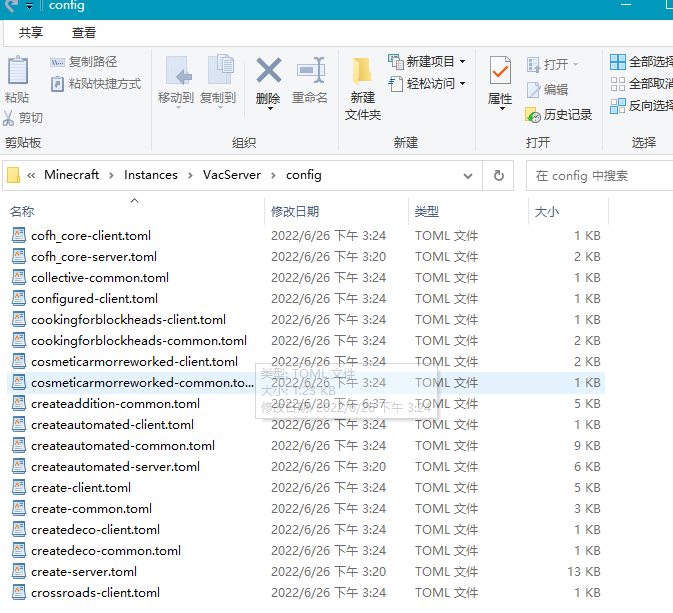 config
共享 查看
粘贴
剪切
复制路径
粘贴快捷方式
剪贴板
移动到 复制到 删除 重命名
组织
新建
文件夹
新建项目
轻松访问
新建
属性
打开
编辑
历史记录
打开
全部选择
全部取消
反向选择
选择
« Minecraft › Instances › VacServer › config
在 config 中搜索
名称 修改日期 类型 大小
cofh_core-client.toml 2022/6/26 下午 3:24 TOML 文件 1 KB
cofh_core-server.toml 2022/6/26 下午 3:20 TOML 文件 2 KB
collective-common.toml 2022/6/26 下午 3:24 TOML 文件 1 KB
configured-client.toml 2022/6/26 下午 3:24 TOML 文件 1 KB
cookingforblockheads-client.toml 2022/6/26 下午 3:24 TOML 文件 1 KB
cookingforblockheads-common.toml 2022/6/26 下午 3:24 TOML 文件 2 KB
cosmeticarmorreworked-client.toml 2022/6/26 下午 3:24 TOML 文件 2 KB
cosmeticarmorreworked-common.to... 2022/6/26 下午 3:24 TOML 文件 1 KB
createaddition-common.toml 2022/6/20 下午 6:37 TOML 文件 5 KB
类型: TOML 文件
大小: 1.23 KB
修改日期: 2022/6/26 下午 3:24
createautomated-client.toml 2022/6/26 下午 3:24 TOML 文件 1 KB
createautomated-common.toml 2022/6/26 下午 3:24 TOML 文件 9 KB
createautomated-server.toml 2022/6/26 下午 3:20 TOML 文件 6 KB
create-client.toml 2022/6/26 下午 3:24 TOML 文件 5 KB
create-common.toml 2022/6/26 下午 3:24 TOML 文件 3 KB
createdeco-client.toml 2022/6/26 下午 3:24 TOML 文件 1 KB
createdeco-common.toml 2022/6/26 下午 3:24 TOML 文件 1 KB
create-server.toml 2022/6/26 下午 3:20 TOML 文件 13 KB
crossroads-client.toml 2022/6/26 下午 3:24 TOML 文件 1 KB